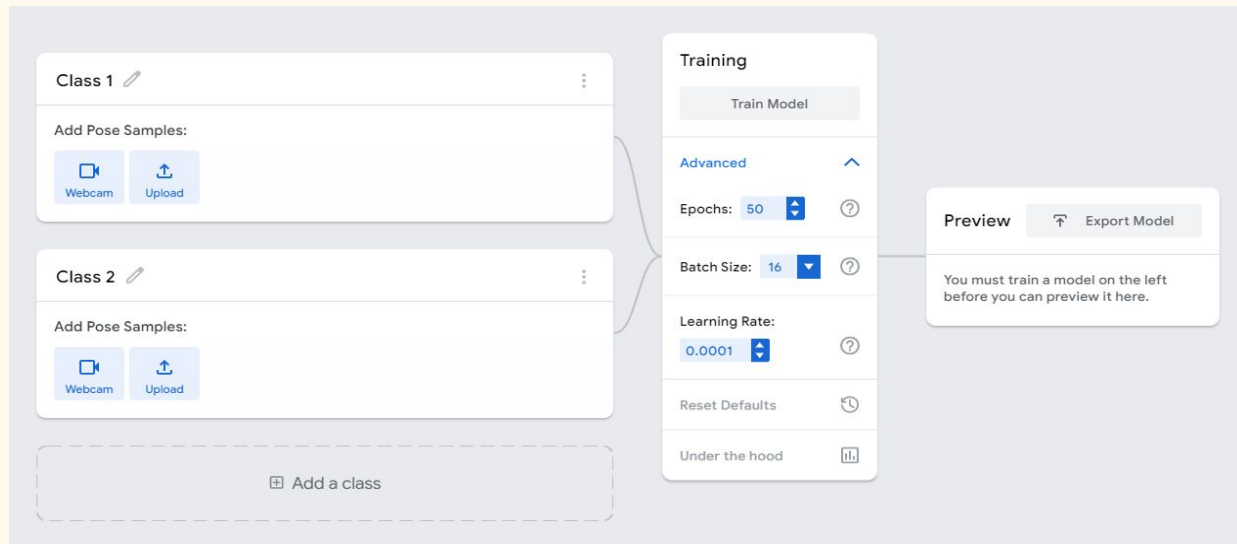 Class 1
Add Pose Samples:
Webcam Upload
Class 2
Add Pose Samples:
Webcam Upload
Add a class
Training
Train Model
Advanced
Epochs: 50
Batch Size: 16
Learning Rate:
0.0001
Reset Defaults
Under the hood
Preview Export Model
You must train a model on the left
before you can preview it here.